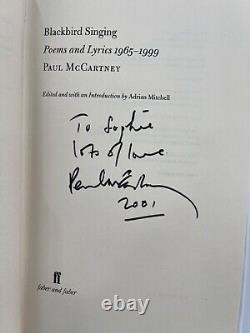 Blackbird Singing
Poems and Lyrics 1965–1999
PAUL McCARTNEY
Edited and with an Introduction by Adrian Mitchell
To Sophie
lots of love
Paul McCartney
2001
ff
faber and faber